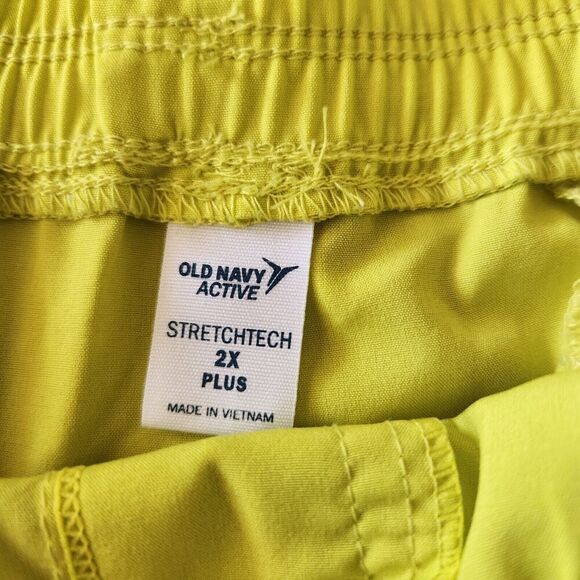 OLD NAVY
ACTIVE
STRETCHTECH
2X
PLUS
MADE IN VIETNAM